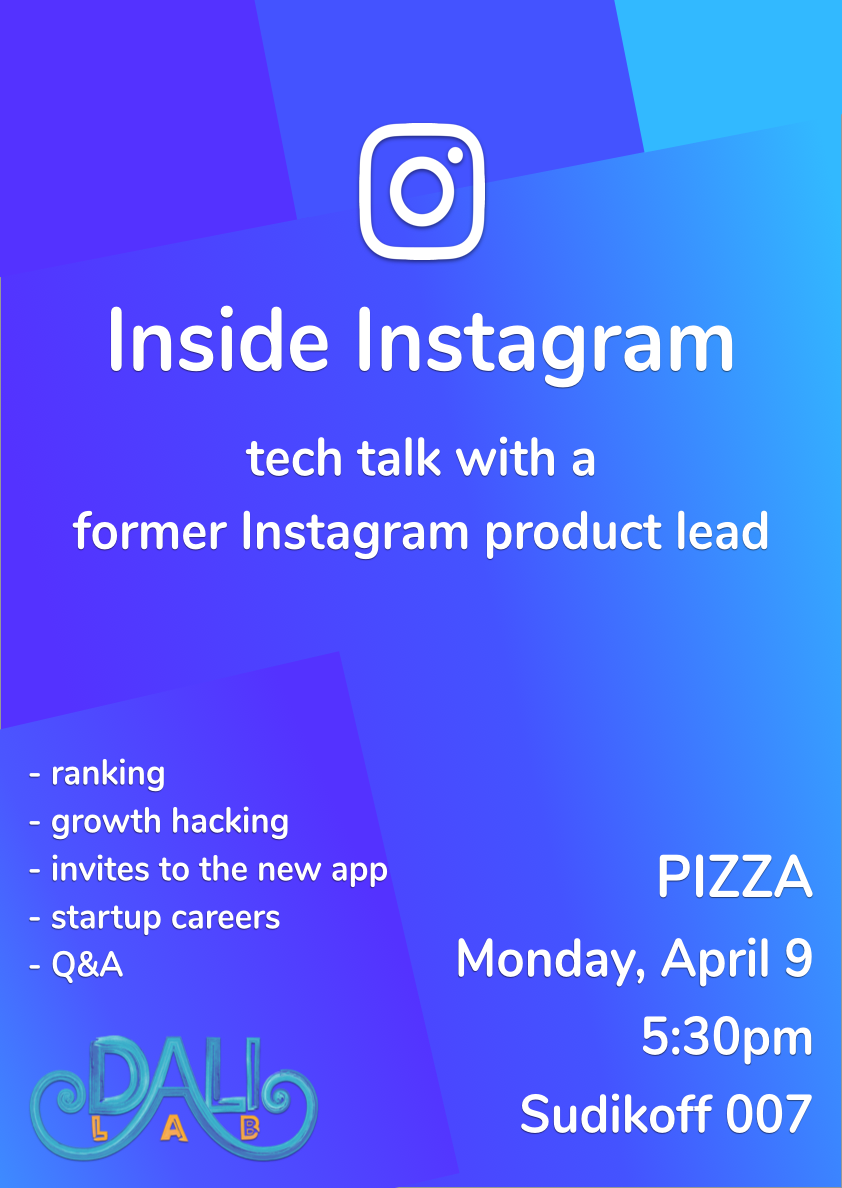 Inside Instagram
tech talk with a
former Instagram product lead
- ranking
- growth hacking
- invites to the new app
- startup careers
- Q&A
PIZZA
Monday, April 9
5:30pm
Sudikoff 007
DALI
LAB